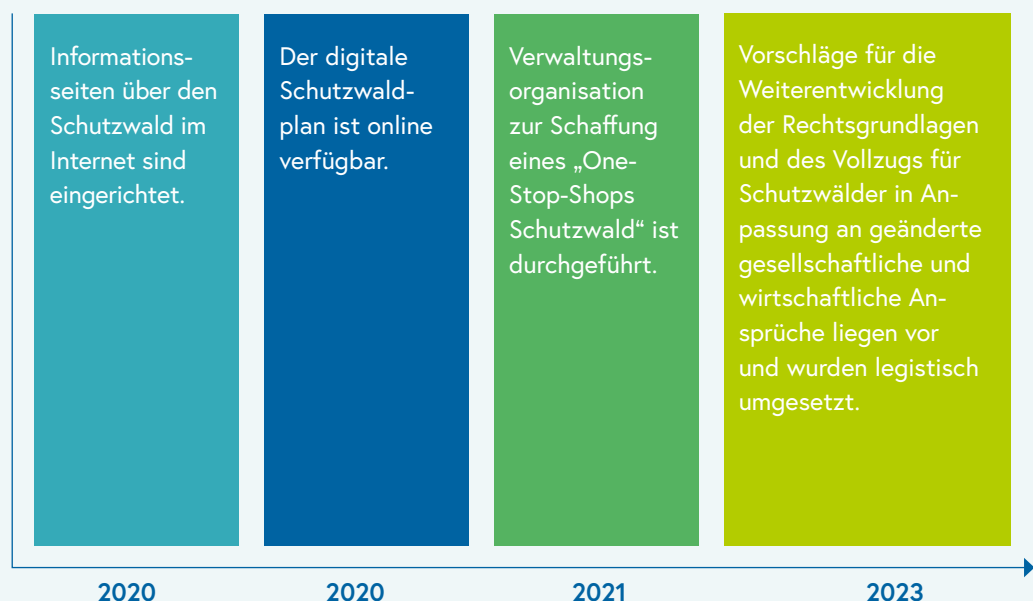 Informations-
seiten über den
Schutzwald im
Internet sind
eingerichtet.
Der digitale
Schutzwald-
plan ist online
verfügbar.
Verwaltungs-
organisation
zur Schaffung
eines „One-
Stop-Shops
Schutzwald“ ist
durchgeführt.
Vorschläge für die
Weiterentwicklung
der Rechtsgrundlagen
und des Vollzugs für
Schutzwälder in An-
passung an geänderte
gesellschaftliche und
wirtschaftliche An-
sprüche liegen vor
und wurden legistisch
umgesetzt.
2020
2020
2021
2023